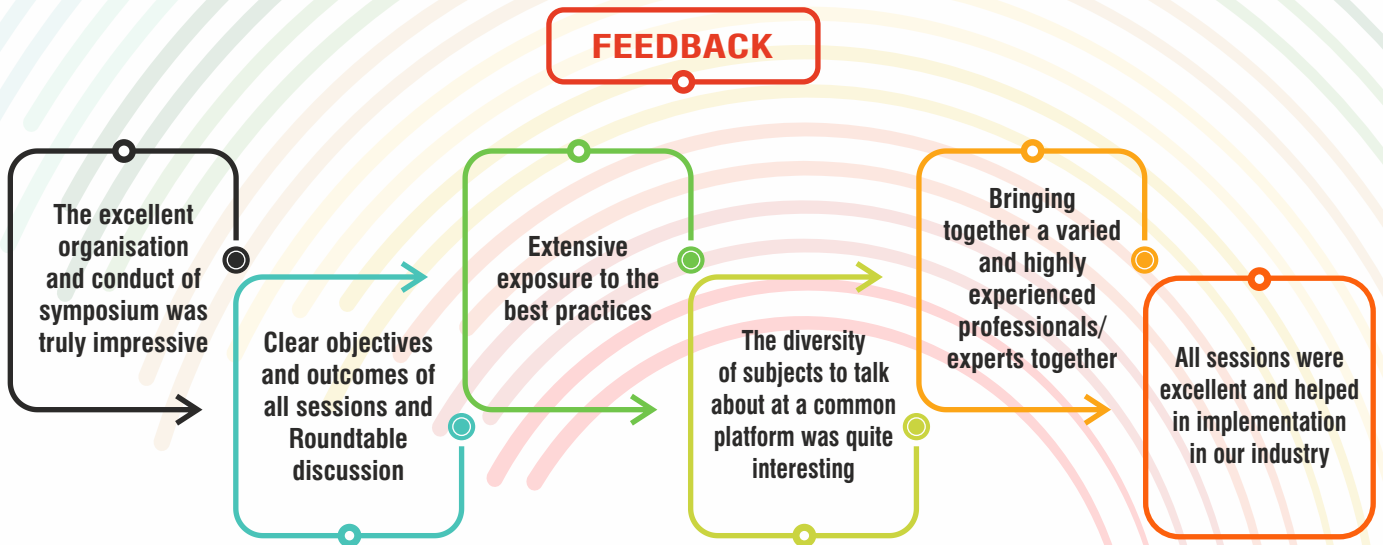 FEEDBACK
The excellent
organisation
and conduct of
symposium was
truly impressive
Clear objectives
and outcomes of
all sessions and
Roundtable
discussion
Extensive
exposure to the
best practices
The diversity
of subjects to talk
about at a common
platform was quite
interesting
Bringing
together a varied
and highly
experienced
professionals/
experts together
All sessions were
excellent and helped
in implementation
in our industry